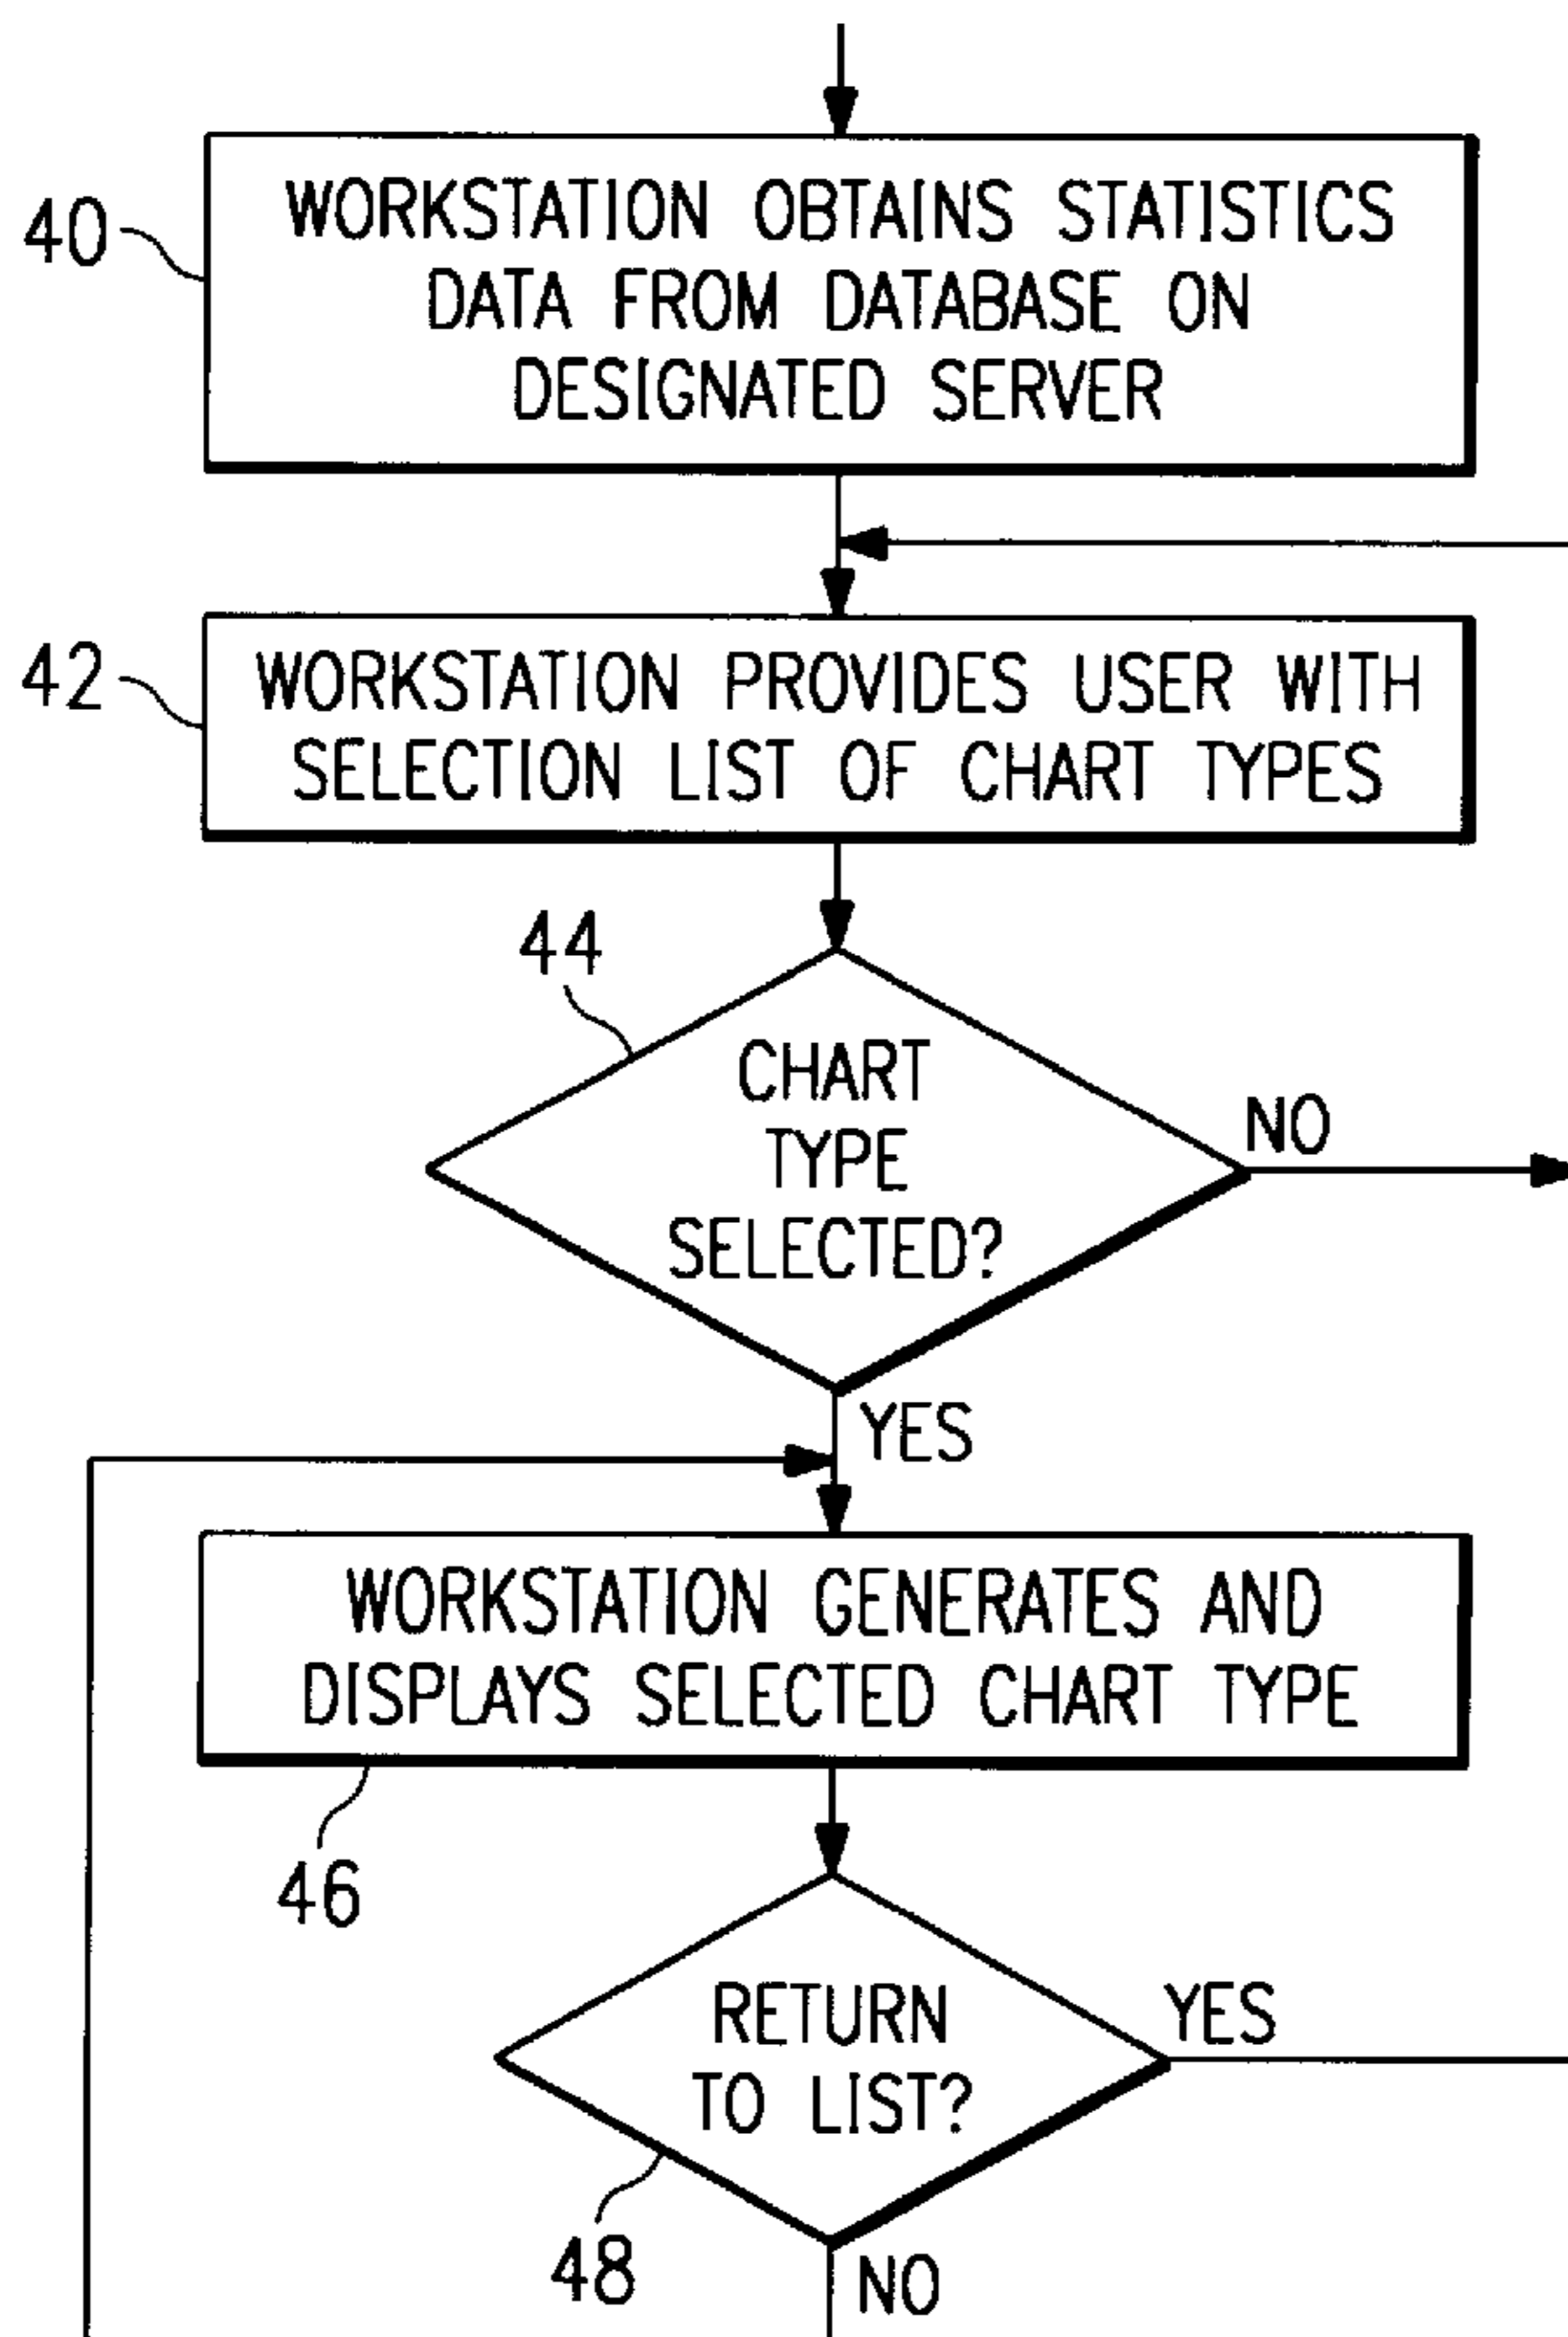 40
WORKSTATION OBTAINS STATISTICS
DATA FROM DATABASE ON
DESIGNATED SERVER
42
WORKSTATION PROVIDES USER WITH
SELECTION LIST OF CHART TYPES
44
CHART
TYPE
SELECTED?
NO
YES
WORKSTATION GENERATES AND
DISPLAYS SELECTED CHART TYPE
46
RETURN
TO LIST?
YES
48
NO